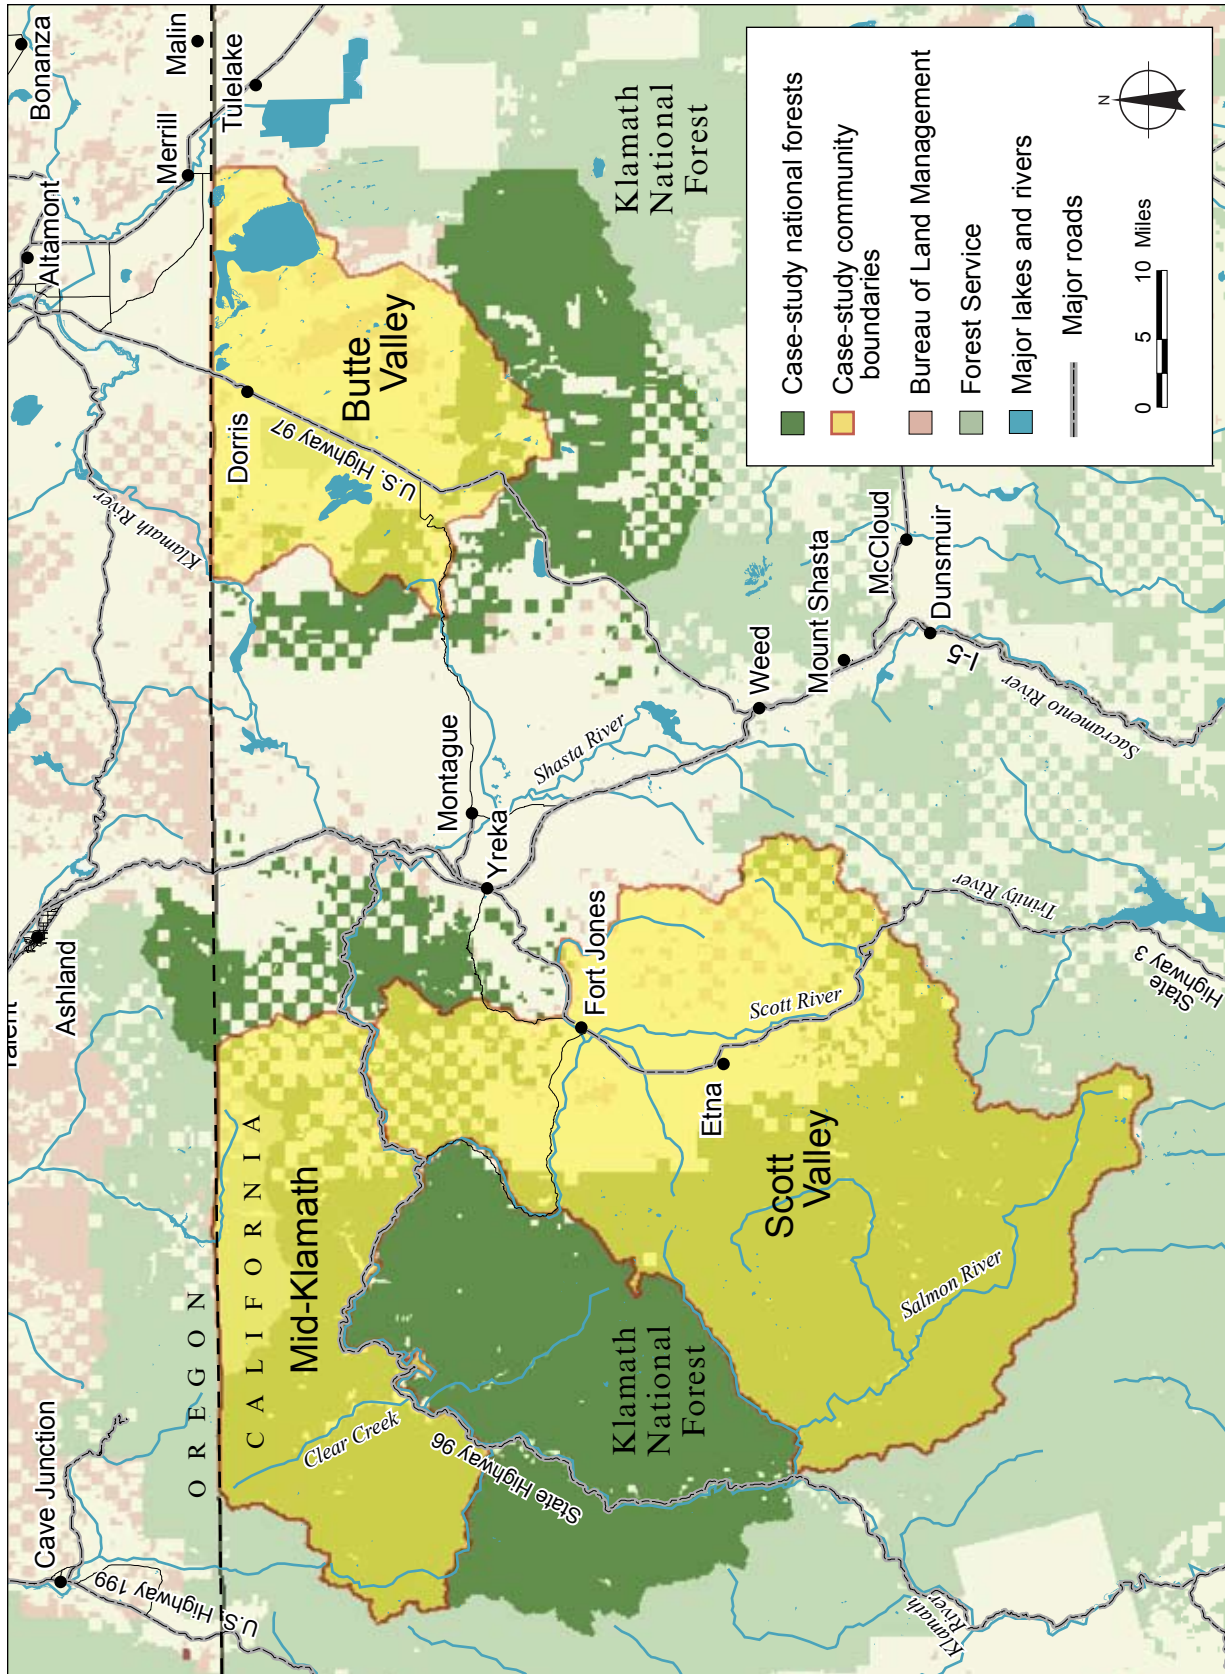 Cave Junction
U.S. Highway 199
OREGON
CALIFORNIA
Talent
Ashland
Klamath River
Altamont
Merrill
Bonanza
Malin
Tulelake
Mid-Klamath
Clear Creek
State Highway 96
Klamath
National
Forest
Yreka
Montague
Shasta River
Dorris
U.S. Highway 97
Butte
Valley
Klamath
National
Forest
Fort Jones
Etna
Scott River
Scott
Valley
Salmon River
Weed
Mount Shasta
McCloud
Dunsmuir
I-5
Sacramento River
Trinity River
State
Highway 3
Klamath
River
Case-study national forests
Case-study community
boundaries
Bureau of Land Management
Forest Service
Major lakes and rivers
Major roads
0 5 10 Miles
N